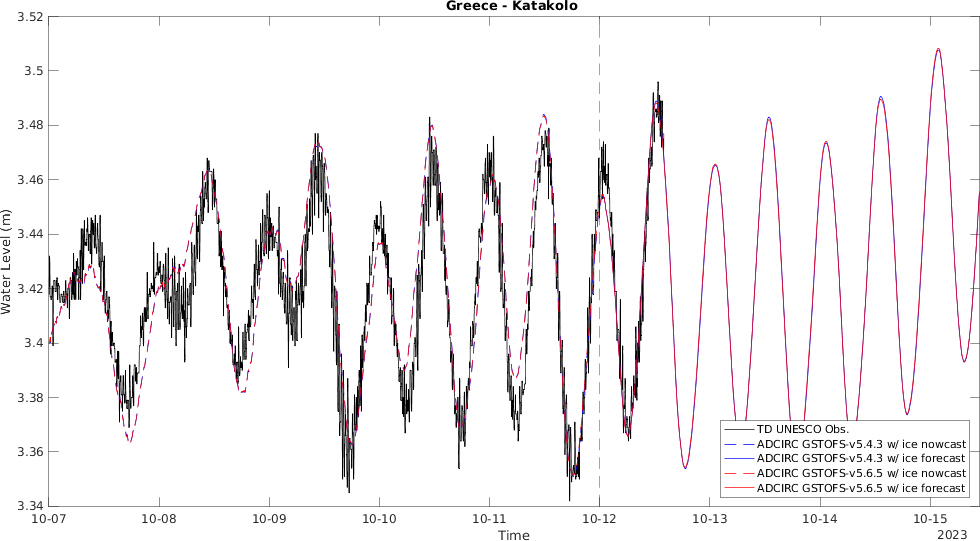 Greece - Katakolo
3.52
3.5
3.48
3.46
3.44
3.42
3.4
3.38
3.36
3.34
Water Level (m)
10-07 10-08 10-09 10-10 10-11 10-12 10-13 10-14 10-15
Time
2023
TD UNESCO Obs.
ADCIRC GSTOFS-v5.4.3 w/ ice nowcast
ADCIRC GSTOFS-v5.4.3 w/ ice forecast
ADCIRC GSTOFS-v5.6.5 w/ ice nowcast
ADCIRC GSTOFS-v5.6.5 w/ ice forecast